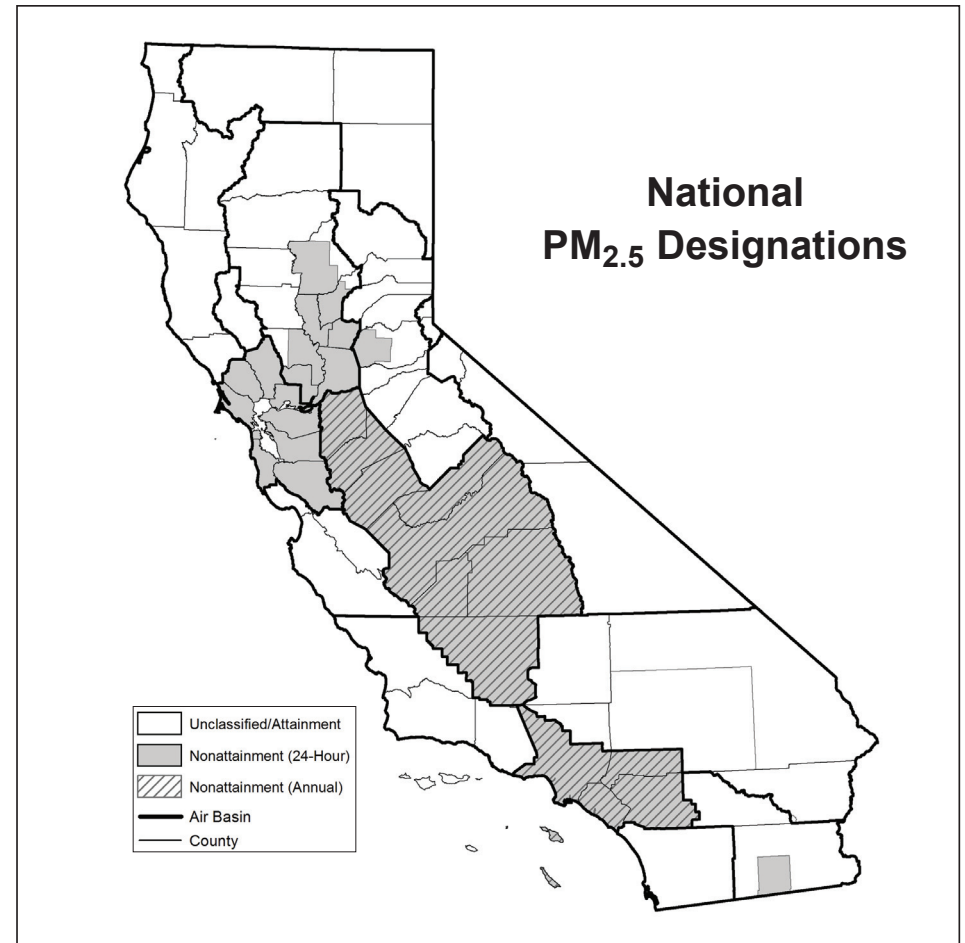 National
PM2.5 Designations
Unclassified/Attainment
Nonattainment (24-Hour)
Nonattainment (Annual)
Air Basin
County